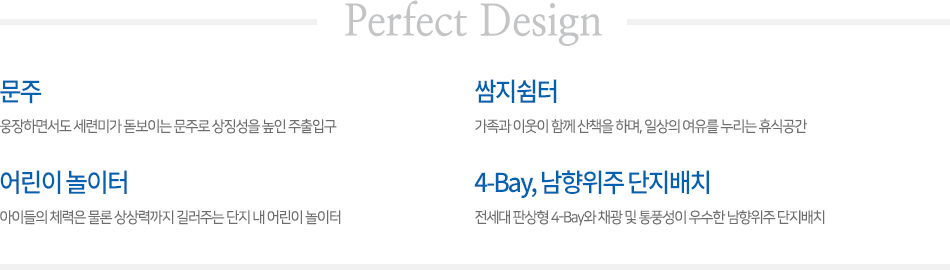 Perfect Design
문주
웅장하면서도 세련미가 돋보이는 문주로 상징성을 높인 주출입구
쌈지쉼터
가족과 이웃이 함께 산책을 하며, 일상의 여유를 누리는 휴식공간
어린이 놀이터
아이들의 체력은 물론 상상력까지 길러주는 단지 내 어린이 놀이터
4-Bay, 남향위주 단지배치
전세대 판상형 4-Bay와 채광 및 통풍성이 우수한 남향위주 단지배치